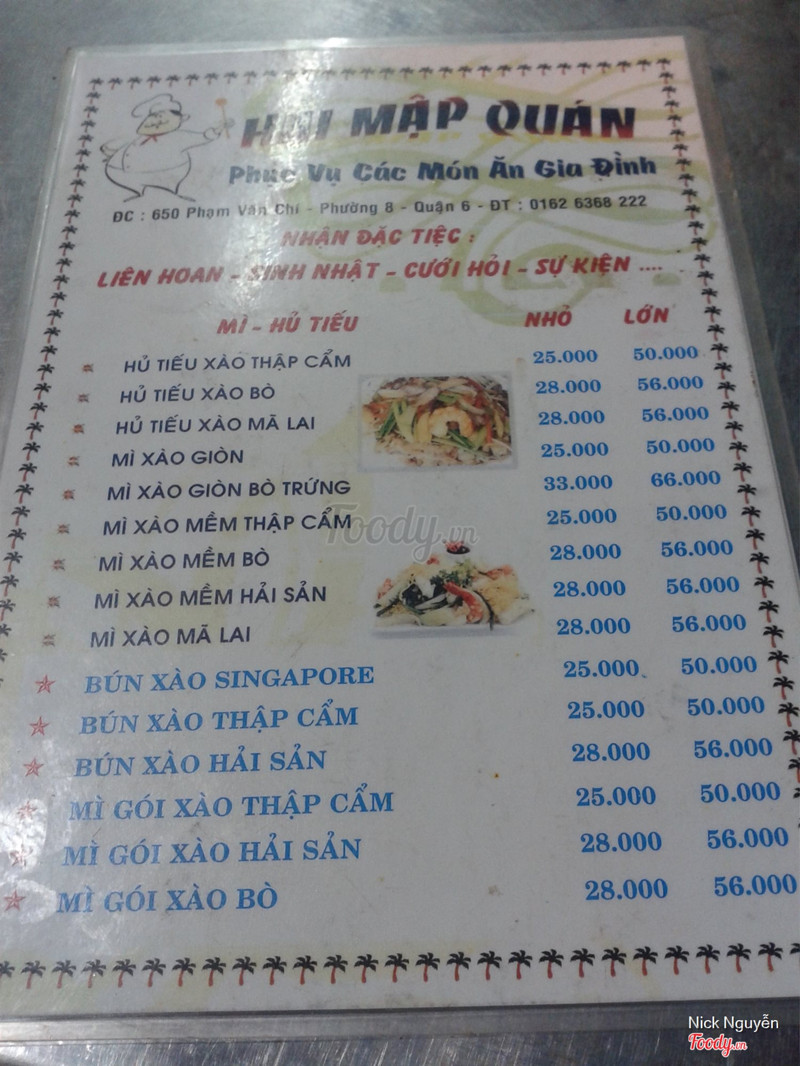 HAI MẬP QUÁN
Phục Vụ Các Món Ăn Gia Đình
ĐC : 650 Phạm Văn Chí - Phường 8 - Quận 6 - ĐT : 0162 6368 222
NHẬN ĐẶC TIỆC :
LIÊN HOAN - SINH NHẬT - CƯỚI HỎI - SỰ KIỆN ....
MÌ - HỦ TIẾU NHỎ LỚN
HỦ TIẾU XÀO THẬP CẨM 25.000 50.000
HỦ TIẾU XÀO BÒ 28.000 56.000
HỦ TIẾU XÀO MÃ LAI 28.000 56.000
MÌ XÀO GIÒN 25.000 50.000
MÌ XÀO GIÒN BÒ TRỨNG 33.000 66.000
MÌ XÀO MỀM THẬP CẨM 25.000 50.000
Foody.vn
MÌ XÀO MỀM BÒ 28.000 56.000
MÌ XÀO MỀM HẢI SẢN 28.000 56.000
MÌ XÀO MÃ LAI 28.000 56.000
BÚN XÀO SINGAPORE 25.000 50.000
BÚN XÀO THẬP CẨM 25.000 50.000
BÚN XÀO HẢI SẢN 28.000 56.000
MÌ GÓI XÀO THẬP CẨM 25.000 50.000
MÌ GÓI XÀO HẢI SẢN 28.000 56.000
MÌ GÓI XÀO BÒ 28.000 56.000
Nick Nguyễn
Foody.vn